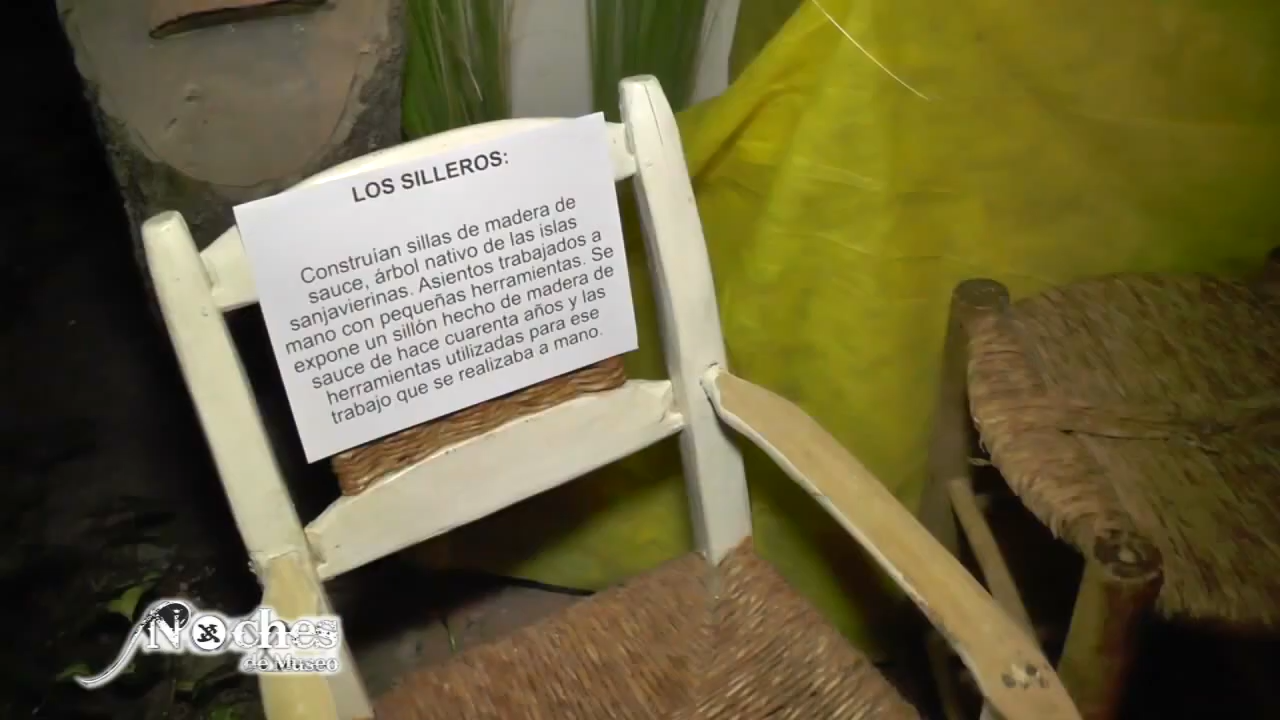 LOS SILLEROS:
Construían sillas de madera de
sauce, árbol nativo de las islas
sanjavierinas. Asientos trabajados a
mano con pequeñas herramientas. Se
expone un sillón hecho de madera de
sauce de hace cuarenta años y las
herramientas utilizadas para ese
trabajo que se realizaba a mano.
Noches
de Museo